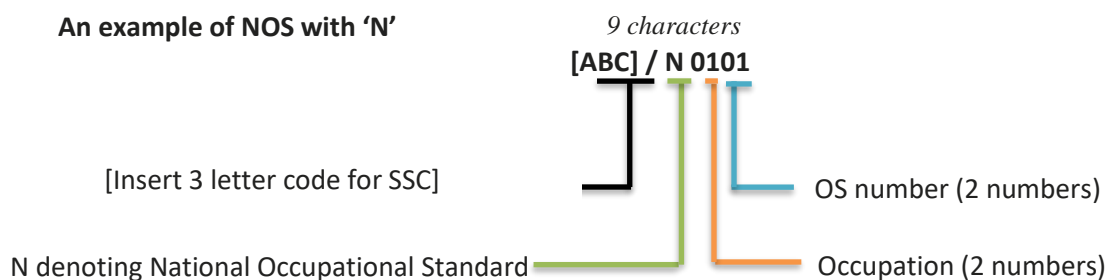 An example of NOS with ‘N’
9 characters
[ABC] / N 0101
[Insert 3 letter code for SSC]
OS number (2 numbers)
N denoting National Occupational Standard
Occupation (2 numbers)